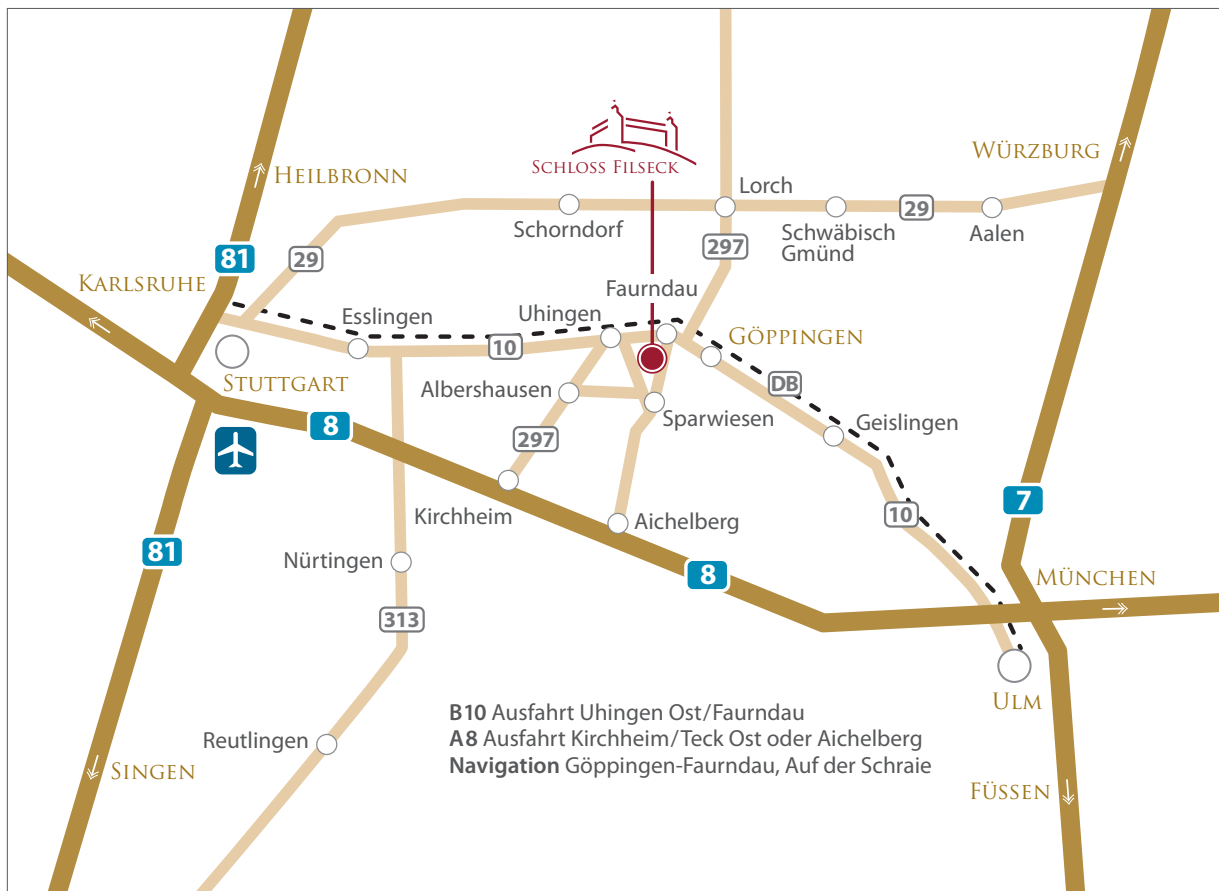 SCHLOSS FILSECK
WÜRZBURG
HEILBRONN
Lorch
29
Schorndorf
Schwäbisch
Gmünd
Aalen
297
81
29
KARLSRUHE
Faurndau
Esslingen
Uhingen
GÖPPINGEN
10
STUTTGART
DB
Albershausen
Sparwiesen
Geislingen
8
297
7
Kirchheim
Aichelberg
10
81
Nürtingen
8
MÜNCHEN
313
ULM
B10 Ausfahrt Uhingen Ost/Faurndau
A8 Ausfahrt Kirchheim/Teck Ost oder Aichelberg
Navigation Göppingen-Faurndau, Auf der Schraie
Reutlingen
SINGEN
FÜSSEN